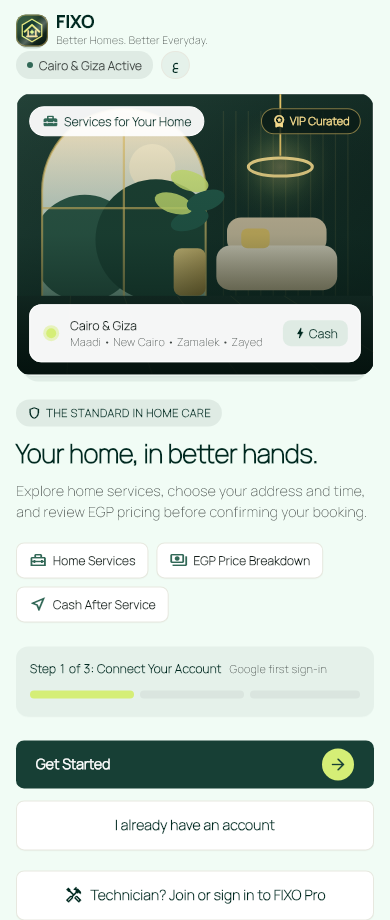 FIXO
Better Homes. Better Everyday.
Cairo & Giza Active
ع
Services for Your Home
VIP Curated
Cairo & Giza
Maadi • New Cairo • Zamalek • Zayed
Cash
THE STANDARD IN HOME CARE
Your home, in better hands.
Explore home services, choose your address and time,
and review EGP pricing before confirming your booking.
Home Services
EGP Price Breakdown
Cash After Service
Step 1 of 3: Connect Your Account
Google first sign-in
Get Started
I already have an account
Technician? Join or sign in to FIXO Pro